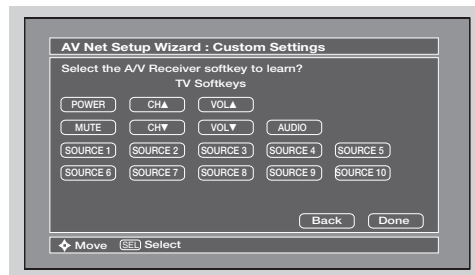 AV Net Setup Wizard : Custom Settings
Select the A/V Receiver softkey to learn?
TV Softkeys
POWER CH▲ VOL▲
MUTE CH▼ VOL▼ AUDIO
SOURCE 1 SOURCE 2 SOURCE 3 SOURCE 4 SOURCE 5
SOURCE 6 SOURCE 7 SOURCE 8 SOURCE 9 SOURCE 10
Back Done
Move SEL Select